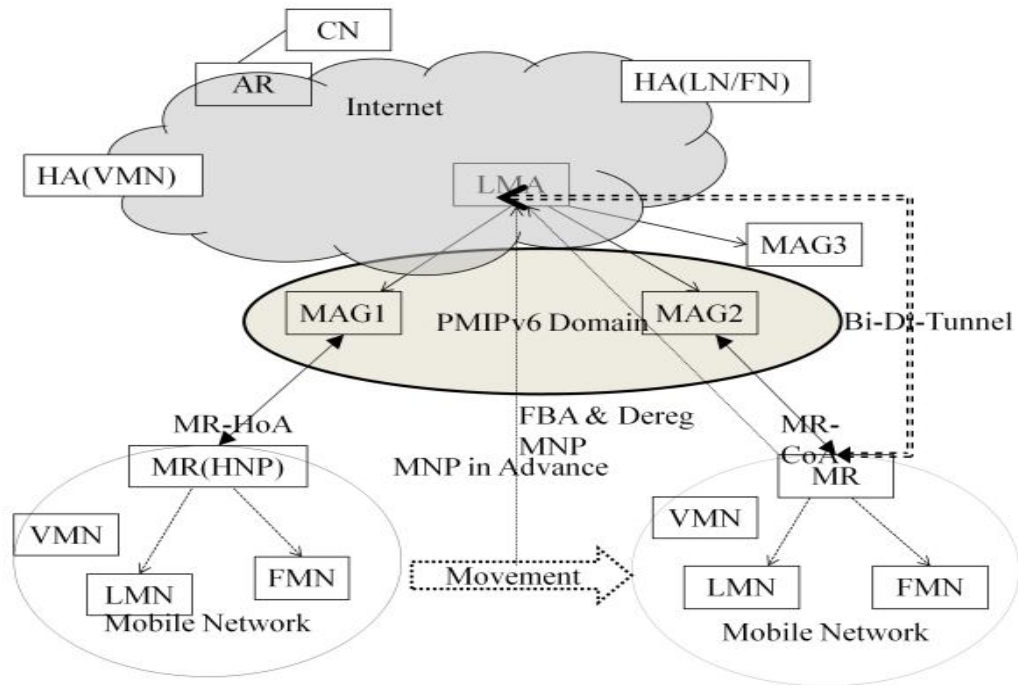 CN
AR
HA(LN/FN)
Internet
HA(VMN)
LMA
MAG3
MAG1
PMIPv6 Domain
MAG2
Bi-Di-Tunnel
MR-HoA
FBA & Dereg
MNP
MNP in Advance
MR-
CoA
MR(HNP)
MR
VMN
LMN
FMN
Mobile Network
Movement
VMN
LMN
FMN
Mobile Network